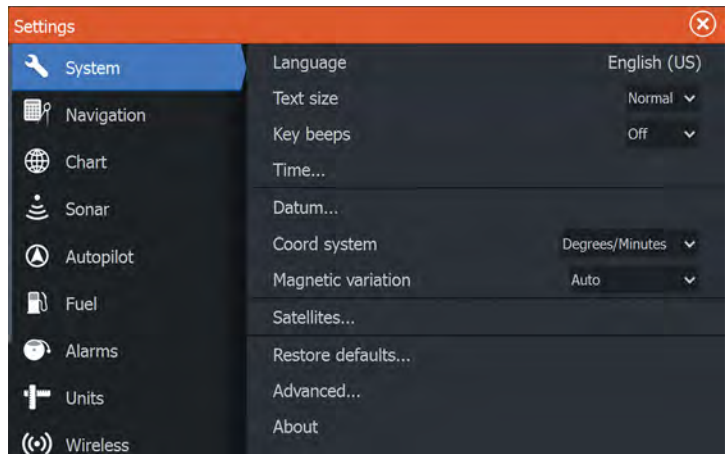 Settings
System
Navigation
Chart
Sonar
Autopilot
Fuel
Alarms
Units
Wireless
Language English (US)
Text size Normal
Key beeps Off
Time...
Datum...
Coord system Degrees/Minutes
Magnetic variation Auto
Satellites...
Restore defaults...
Advanced...
About